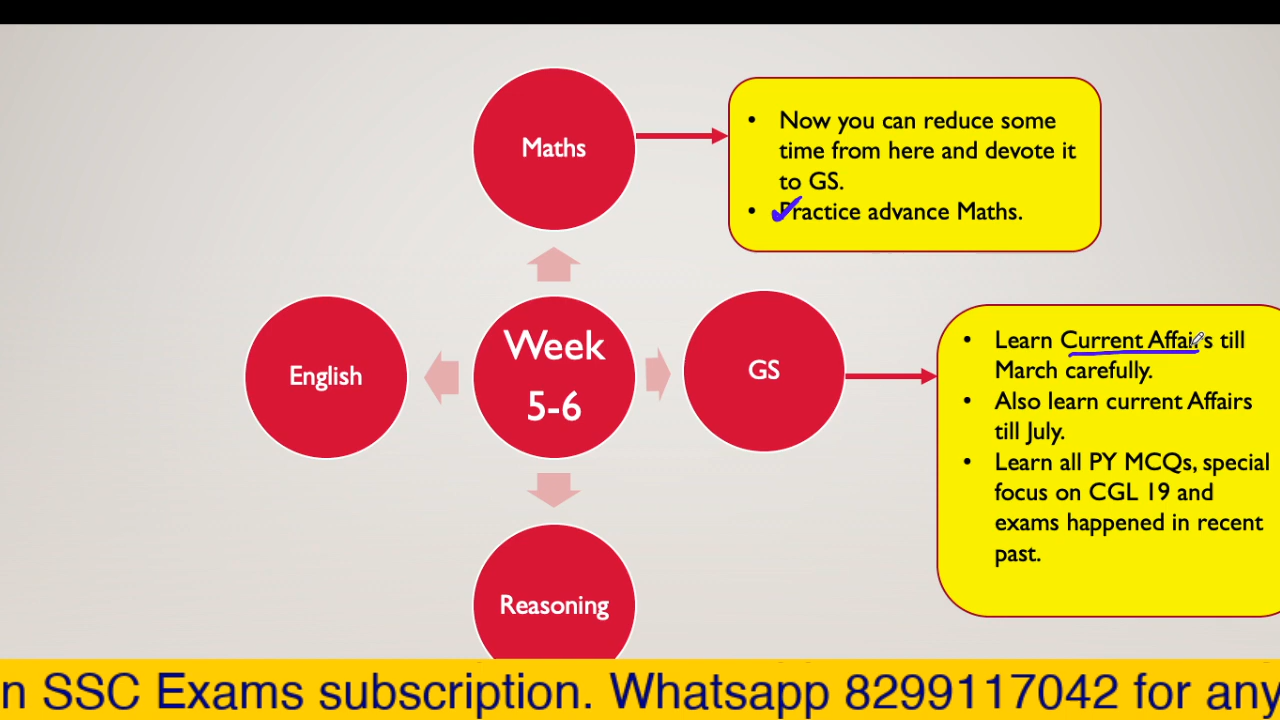 Maths
• Now you can reduce some
time from here and devote it
to GS.
• Practice advance Maths.
English
Week
5-6
GS
• Learn Current Affairs till
March carefully.
• Also learn current Affairs
till July.
• Learn all PY MCQs, special
focus on CGL 19 and
exams happened in recent
past.
Reasoning
n SSC Exams subscription. Whatsapp 8299117042 for any